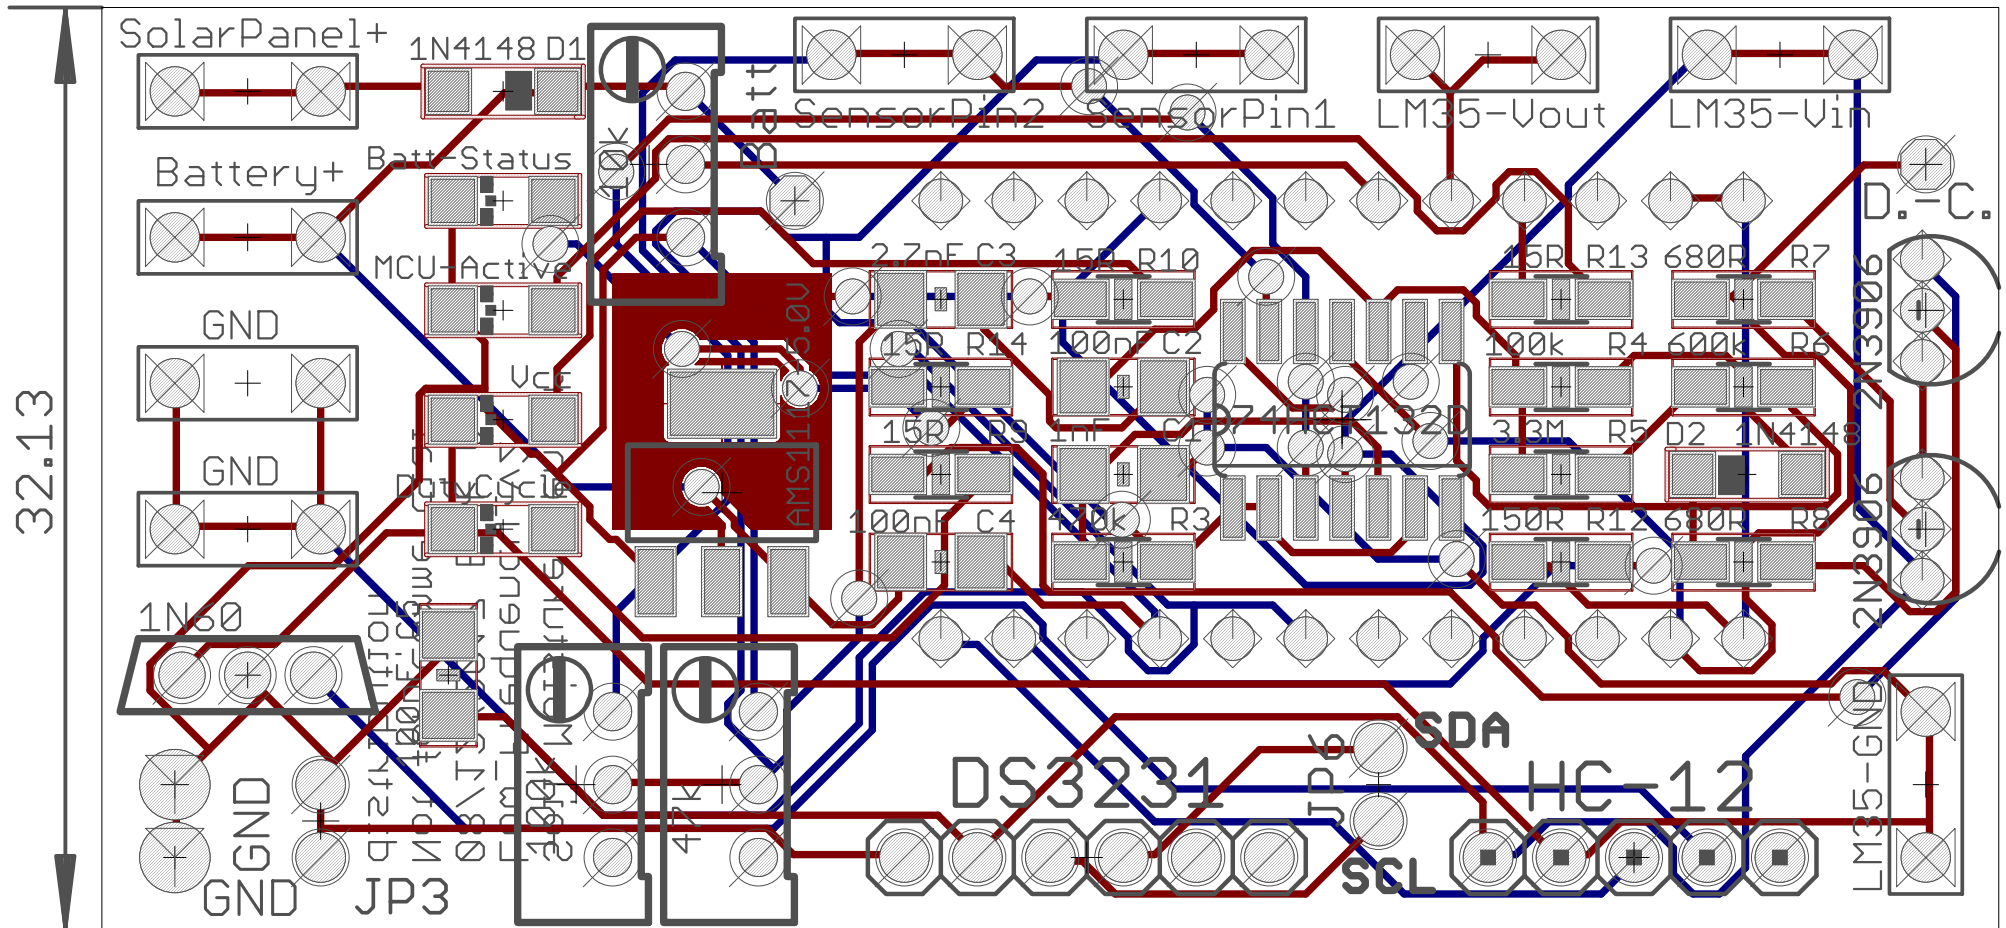 SolarPanel+
1N4148 D1
Batt
SensorPin2
SensorPin1
LM35-Vout
LM35-Vin
Battery+
Batt-Status
10k
D.-C.
MCU-Active
2.7nF C3
15R R10
15R R13
680R R7
2N3906
GND
15R R14
100nF C2
100k R4
600k R6
Vcc
AMS1117-5.0V
15R R9
1nF C1
D74HCT132D
3.3M R5
D2 1N4148
GND
DutyCycle
100nF C4
470k R3
150R R12
680R R8
2N3906
32.13
1N60
SDA
JP6
DS3231
HC-12
LM35-GND
100k
47k
GND
GND
JP3
SCL